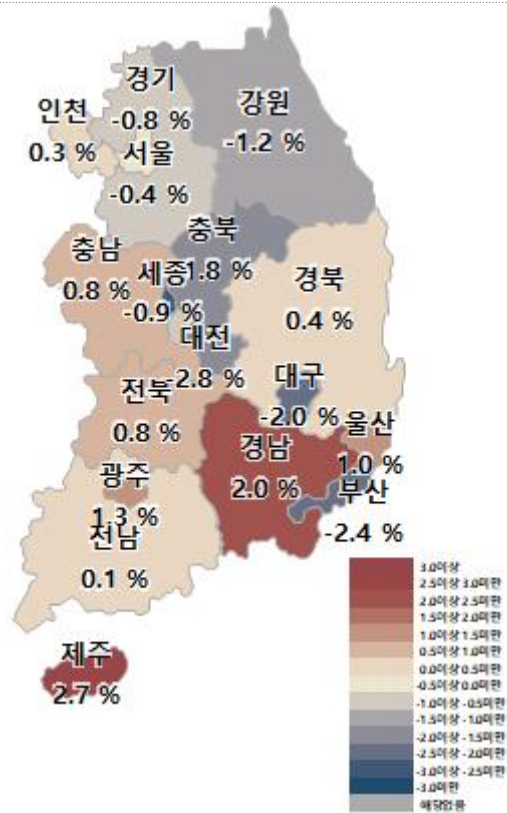 경기
-0.8 %
강원
-1.2 %
인천
0.3 %
서울
-0.4 %
충북
1.8 %
충남
0.8 %
세종
-0.9 %
경북
0.4 %
대전
-2.8 %
대구
-2.0 %
전북
0.8 %
경남
2.0 %
울산
1.0 %
광주
1.3 %
부산
-2.4 %
전남
0.1 %
제주
2.7 %
3.0이상
2.5이상 3.0미만
2.0이상 2.5미만
1.5이상 2.0미만
1.0이상 1.5미만
0.5이상 1.0미만
0.0이상 0.5미만
-0.5이상 0.0미만
-1.0이상 -0.5미만
-1.5이상 -1.0미만
-2.0이상 -1.5미만
-2.5이상 -2.0미만
-3.0이상 -2.5미만
-3.0미만
해당없음